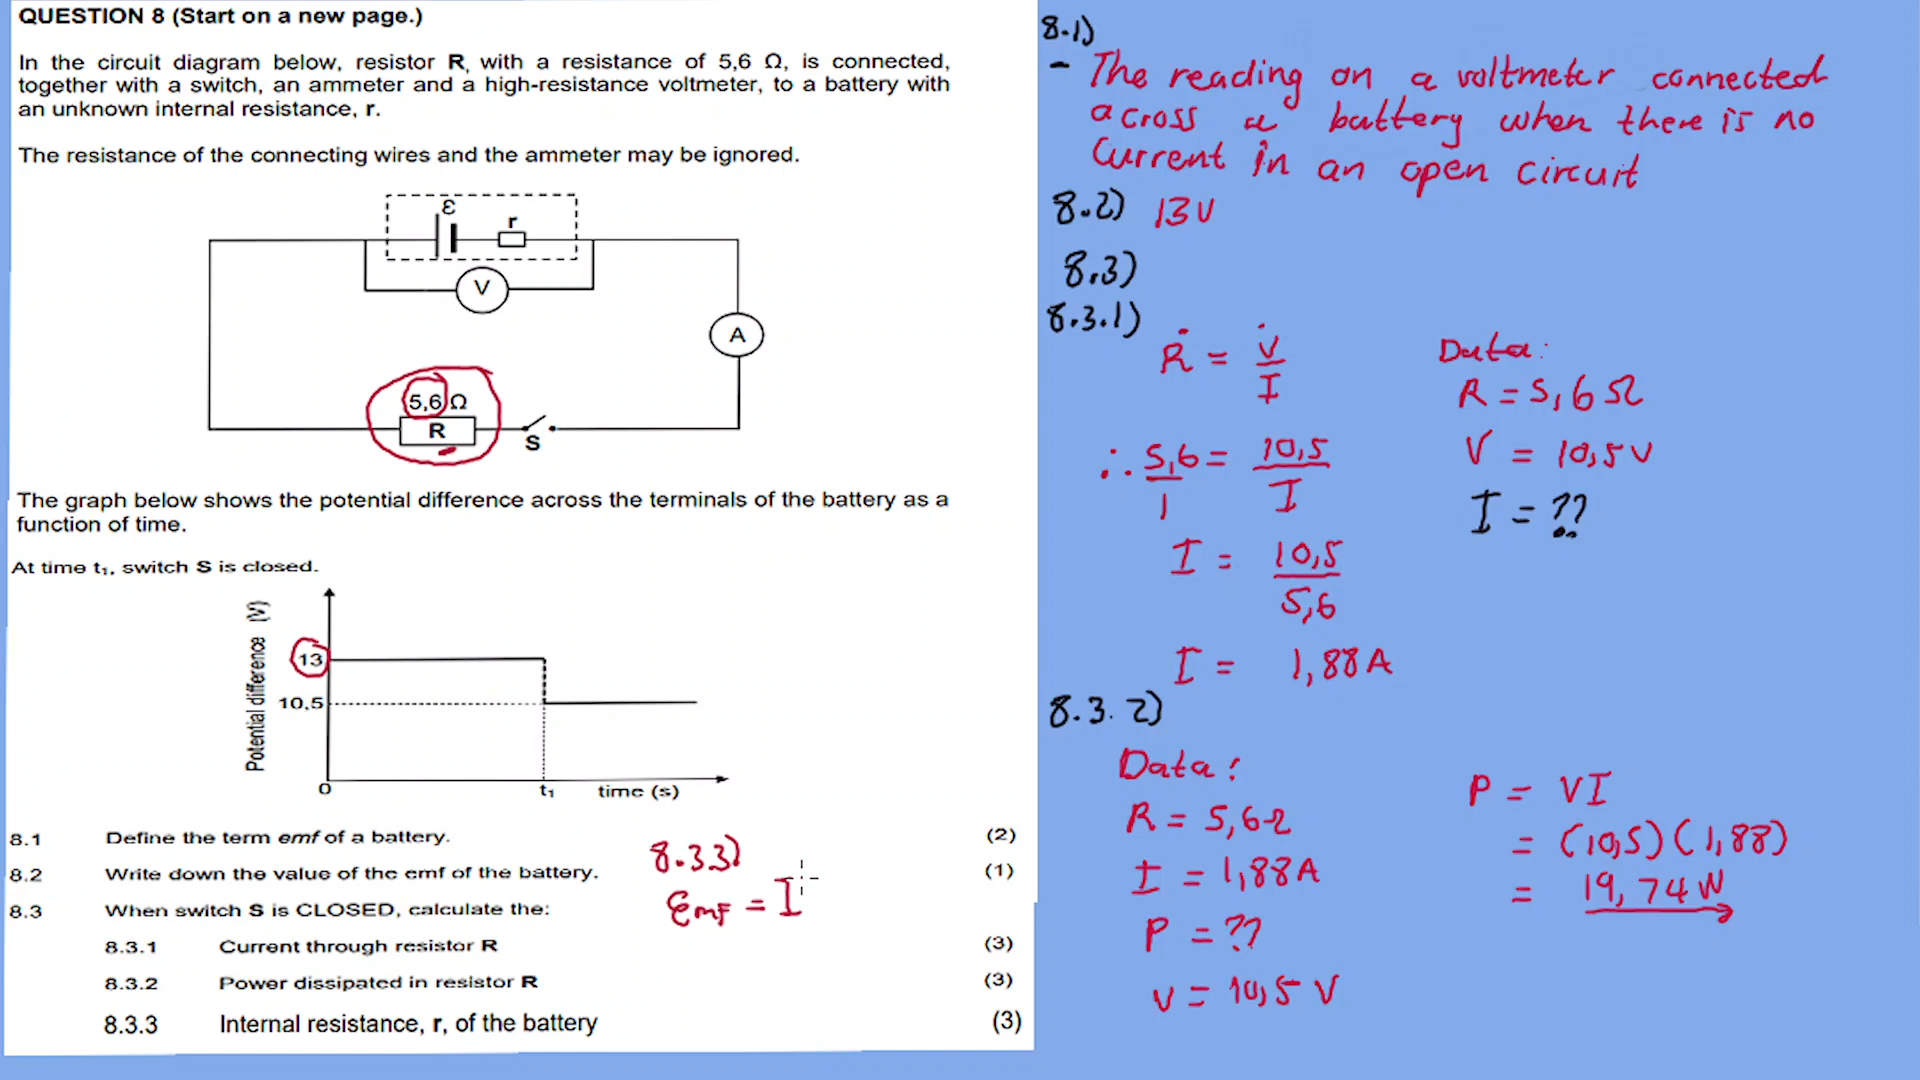 QUESTION 8 (Start on a new page.)
In the circuit diagram below, resistor R, with a resistance of 5,6 Ω, is connected,
together with a switch, an ammeter and a high-resistance voltmeter, to a battery with
an unknown internal resistance, r.
The resistance of the connecting wires and the ammeter may be ignored.
ε
r
V
A
5,6 Ω
R
S
The graph below shows the potential difference across the terminals of the battery as a
function of time.
At time t₁, switch S is closed.
Potential difference (V)
13
10,5
0
t₁
time (s)
8.1 Define the term emf of a battery. (2)
8.2 Write down the value of the emf of the battery. (1)
8.3 When switch S is CLOSED, calculate the:
8.3.1 Current through resistor R (3)
8.3.2 Power dissipated in resistor R (3)
8.3.3 Internal resistance, r, of the battery (3)
8.33)
Emf = I
8.1)
- The reading on a voltmeter connected
across a battery when there is no
current in an open circuit
8.2) 13V
8.3)
8.3.1)
R = V/I
∴ 5,6/1 = 10,5/I
I = 10,5/5,6
I = 1,88A
Data:
R = 5,6Ω
V = 10,5V
I = ??
8.3.2)
Data:
R = 5,6Ω
I = 1,88A
P = ??
V = 10,5 V
P = VI
= (10,5)(1,88)
= 19,74W